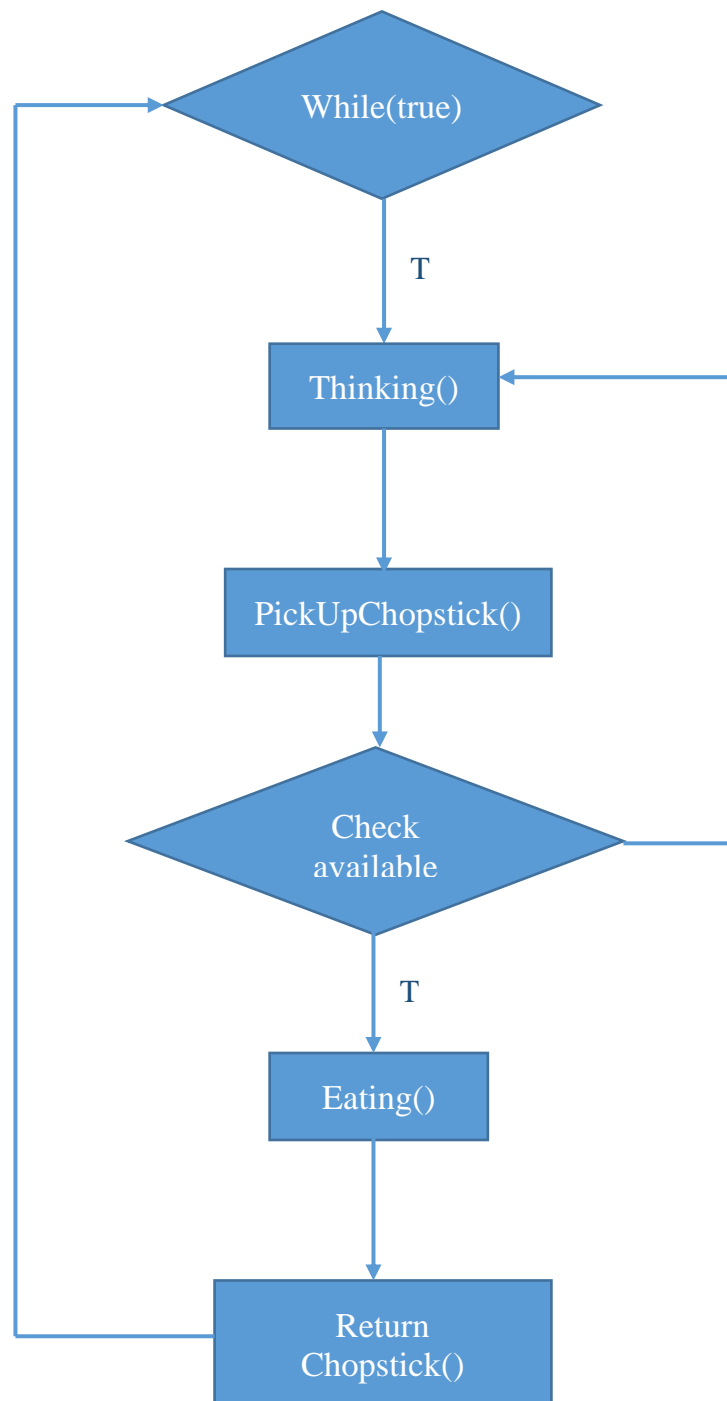 While(true)
T
Thinking()
PickUpChopstick()
Check
available
T
Eating()
Return
Chopstick()